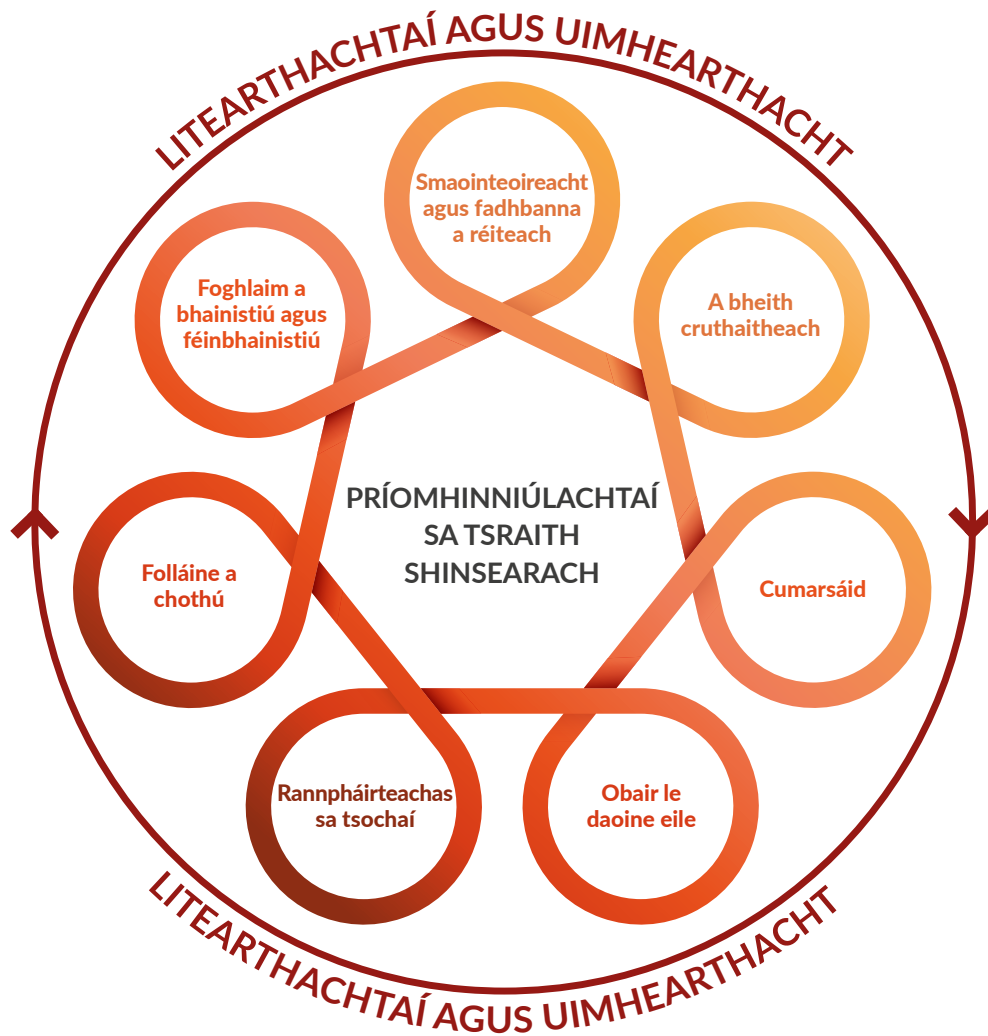 LITEARTHACHTAÍ AGUS UIMHEARTHACHT
Smaointeoireacht
agus fadhbanna
a réiteach
A bheith
cruthaitheach
Cumarsáid
Obair le
daoine eile
Rannpháirteachas
sa tsochaí
Folláine a
chothú
Foghlaim a
bhainistiú agus
féinbhainistiú
PRÍOMHINNIÚLACHTAÍ
SA TSRAITH
SHINSEARACH
LITEARTHACHTAÍ AGUS UIMHEARTHACHT